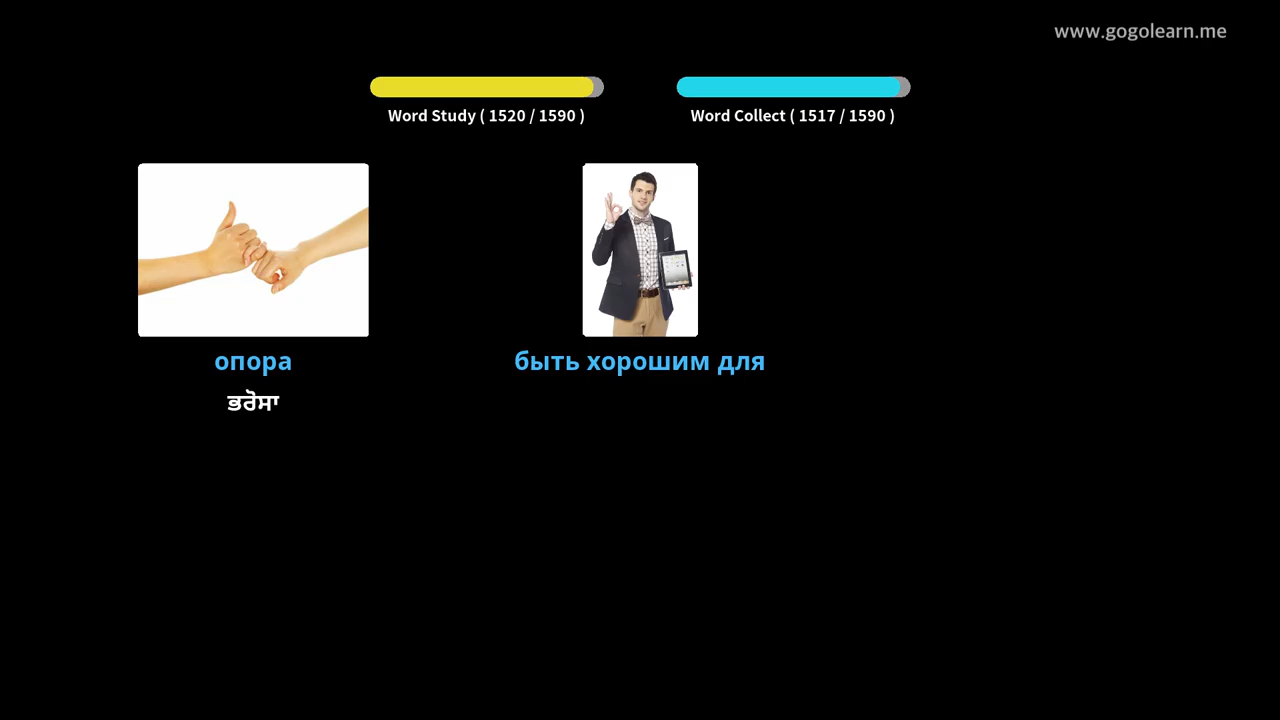 www.gogolearn.me
Word Study ( 1520 / 1590 )
Word Collect ( 1517 / 1590 )
опора
быть хорошим для
ਭਰੋਸਾ